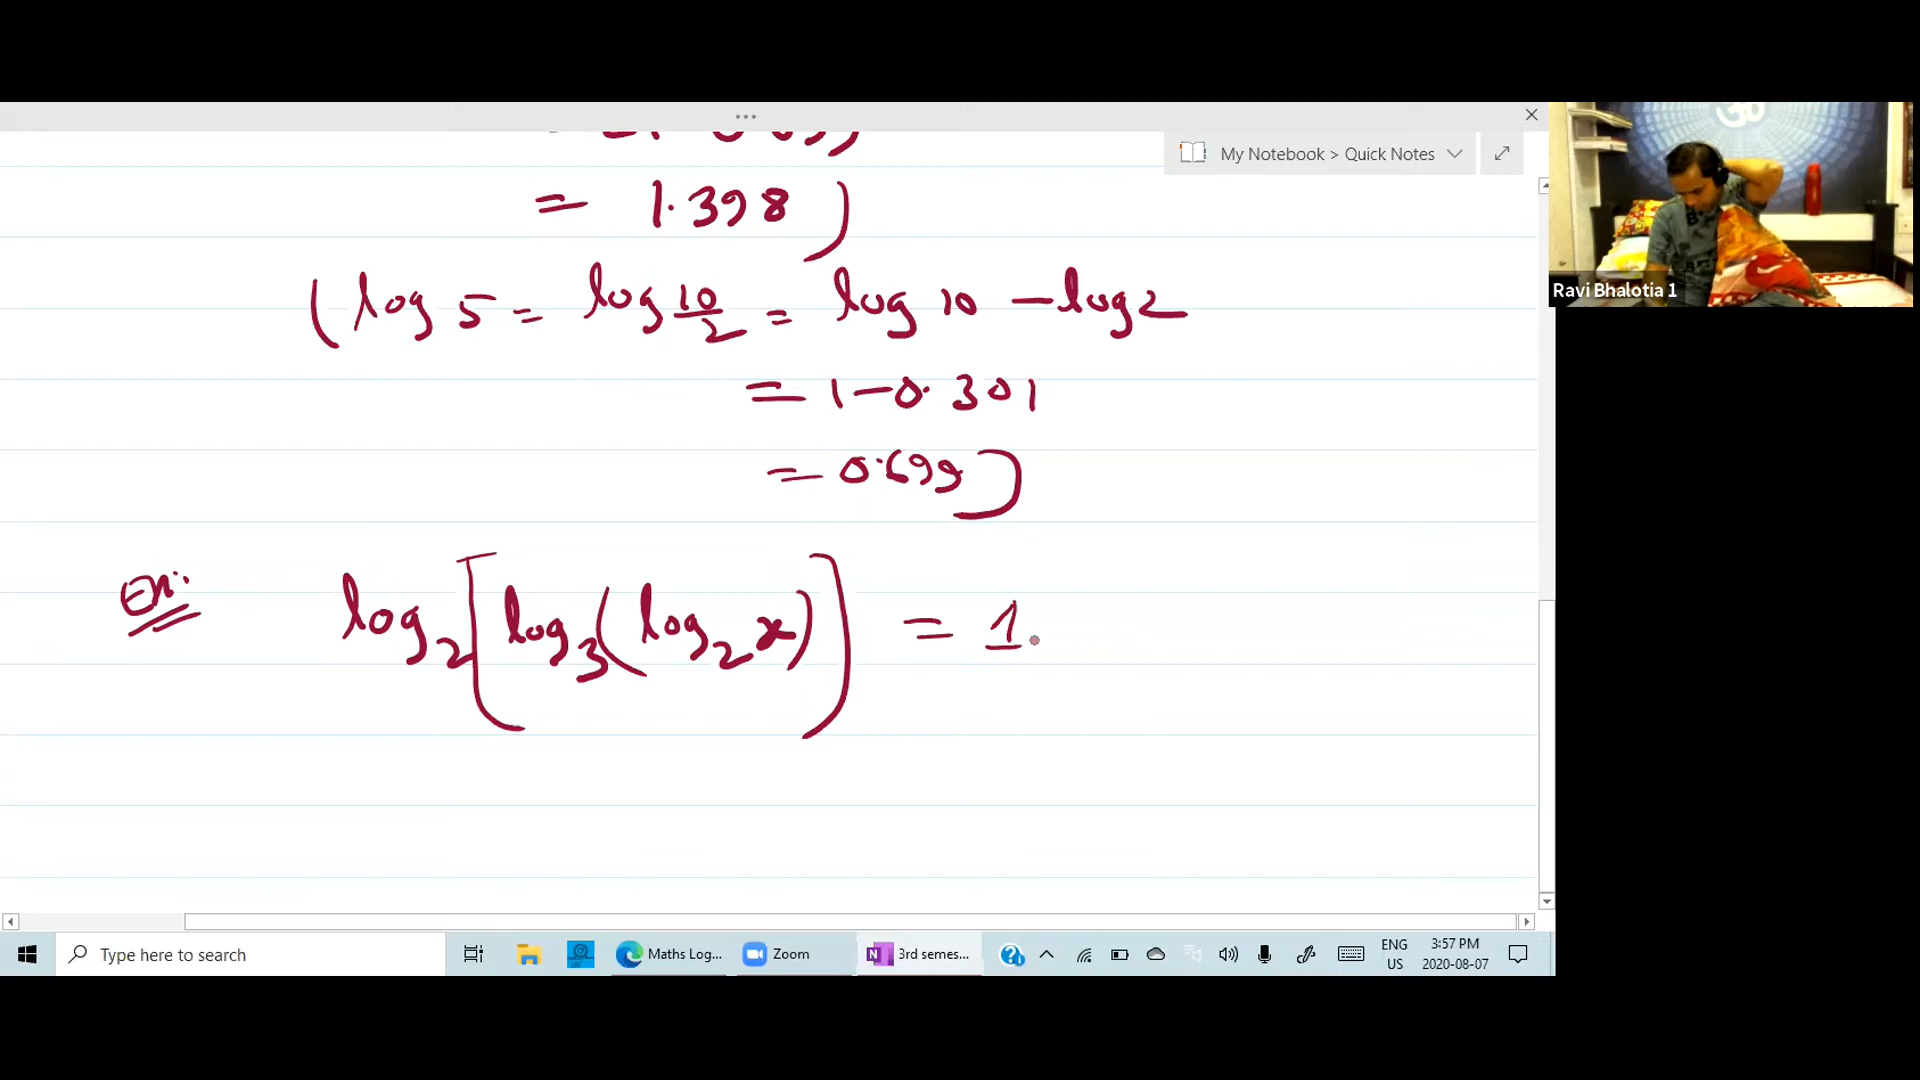 My Notebook > Quick Notes
= 1.398)
(log 5 = log 10/2 = log 10 - log 2
= 1 - 0.301
= 0.699)
Ex:
log₂[log₃(log₂x)] = 1.
Ravi Bhalotia 1
Type here to search
Maths Log...
Zoom
3rd semes...
ENG
US
3:57 PM
2020-08-07